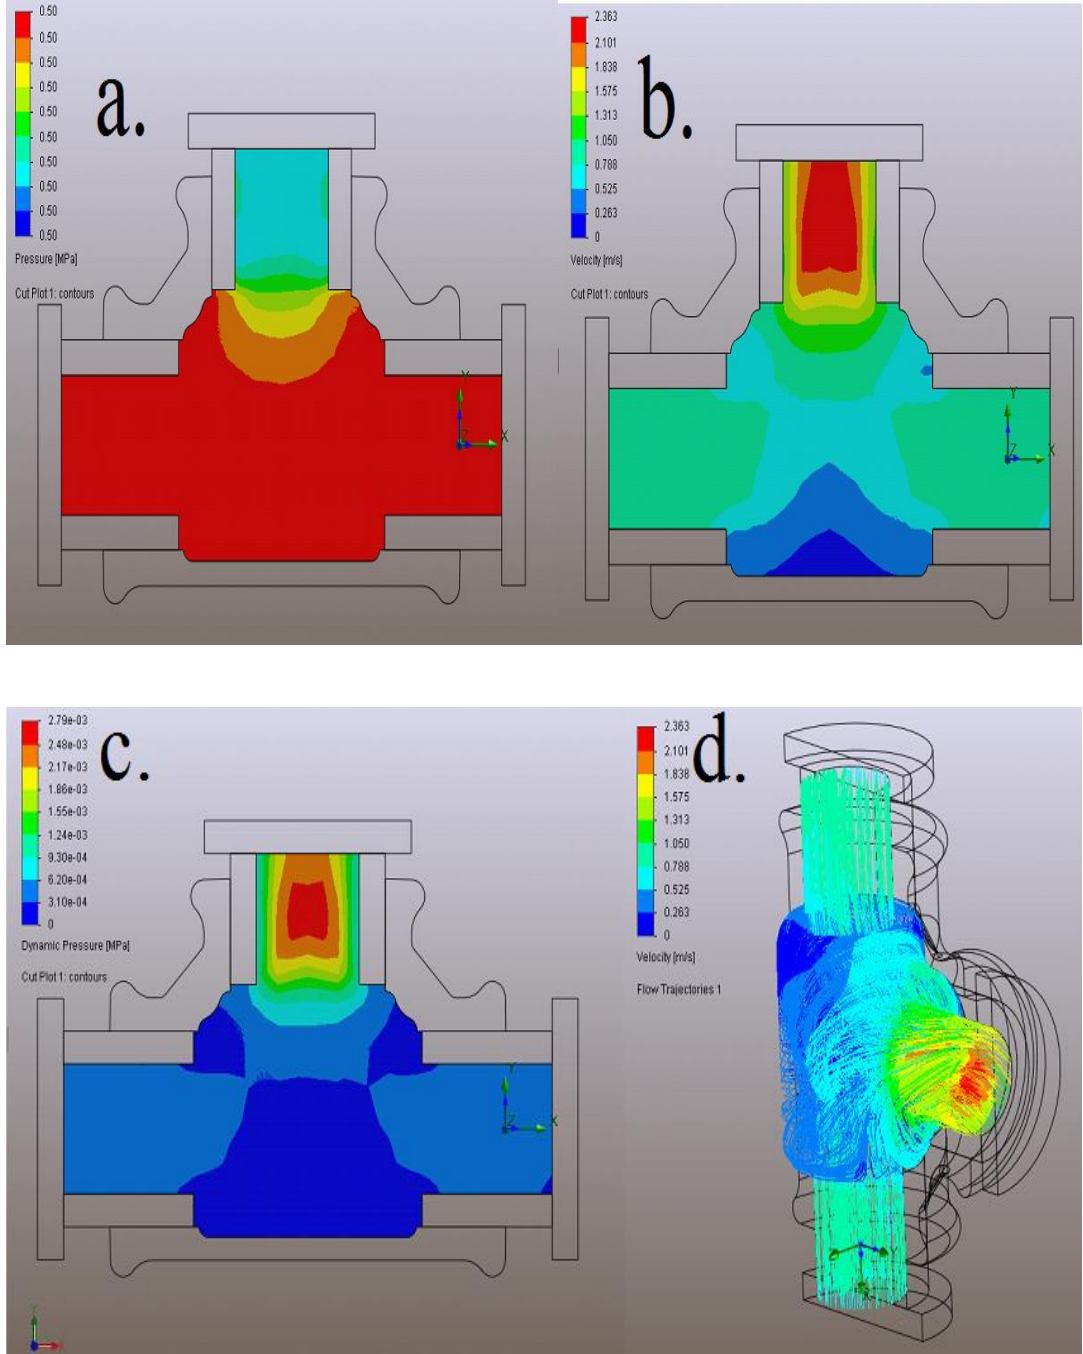 0.50
0.50
0.50
0.50
0.50
0.50
0.50
0.50
0.50
0.50
Pressure [MPa]
Cut Plot 1: contours
a.
Y
Z
X
2.363
2.101
1.838
1.575
1.313
1.050
0.788
0.525
0.263
0
Velocity [m/s]
Cut Plot 1: contours
b.
Y
Z
X
2.79e-03
2.48e-03
2.17e-03
1.86e-03
1.55e-03
1.24e-03
9.30e-04
6.20e-04
3.10e-04
0
Dynamic Pressure [MPa]
Cut Plot 1: contours
c.
Y
Z
X
Y
X
2.363
2.101
1.838
1.575
1.313
1.050
0.788
0.525
0.263
0
Velocity [m/s]
Flow Trajectories 1
d.
Y